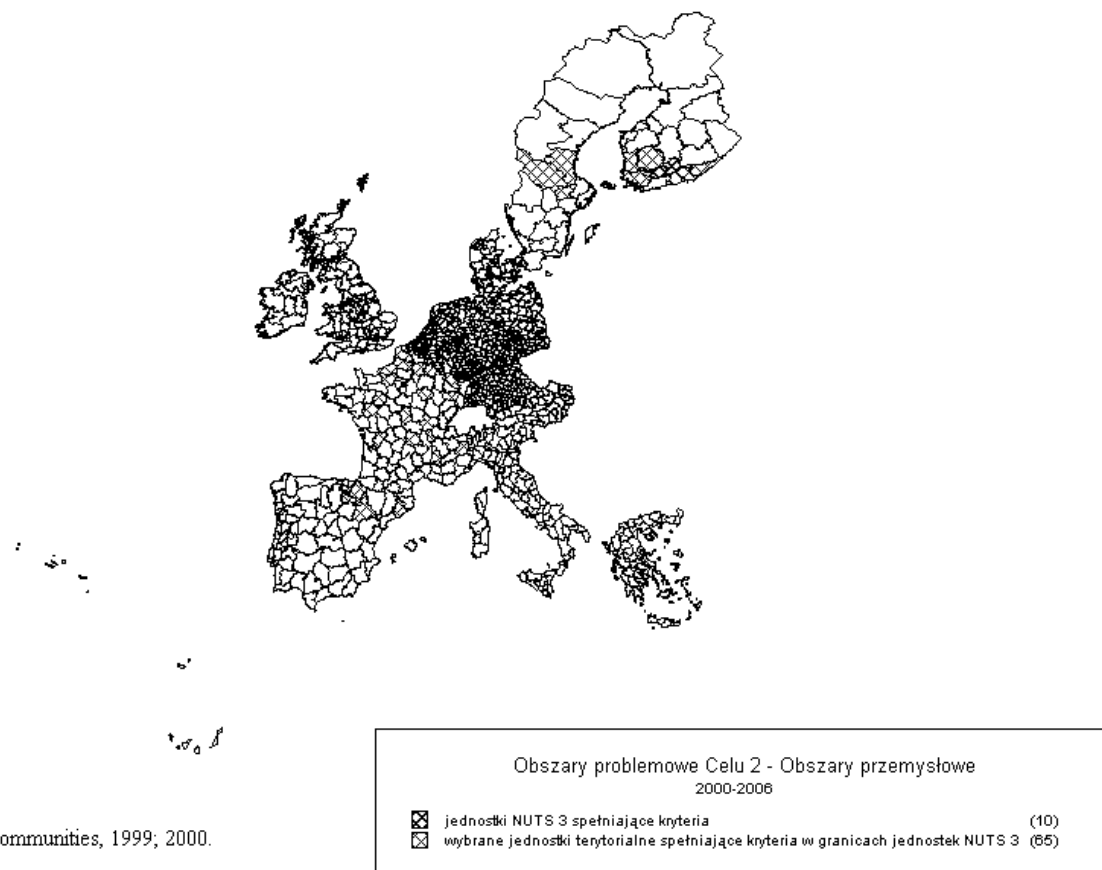 Obszary problemowe Celu 2 - Obszary przemysłowe
2000-2006
jednostki NUTS 3 spełniające kryteria (10)
wybrane jednostki terytorialne spełniające kryteria w granicach jednostek NUTS 3 (65)
ommunities, 1999; 2000.